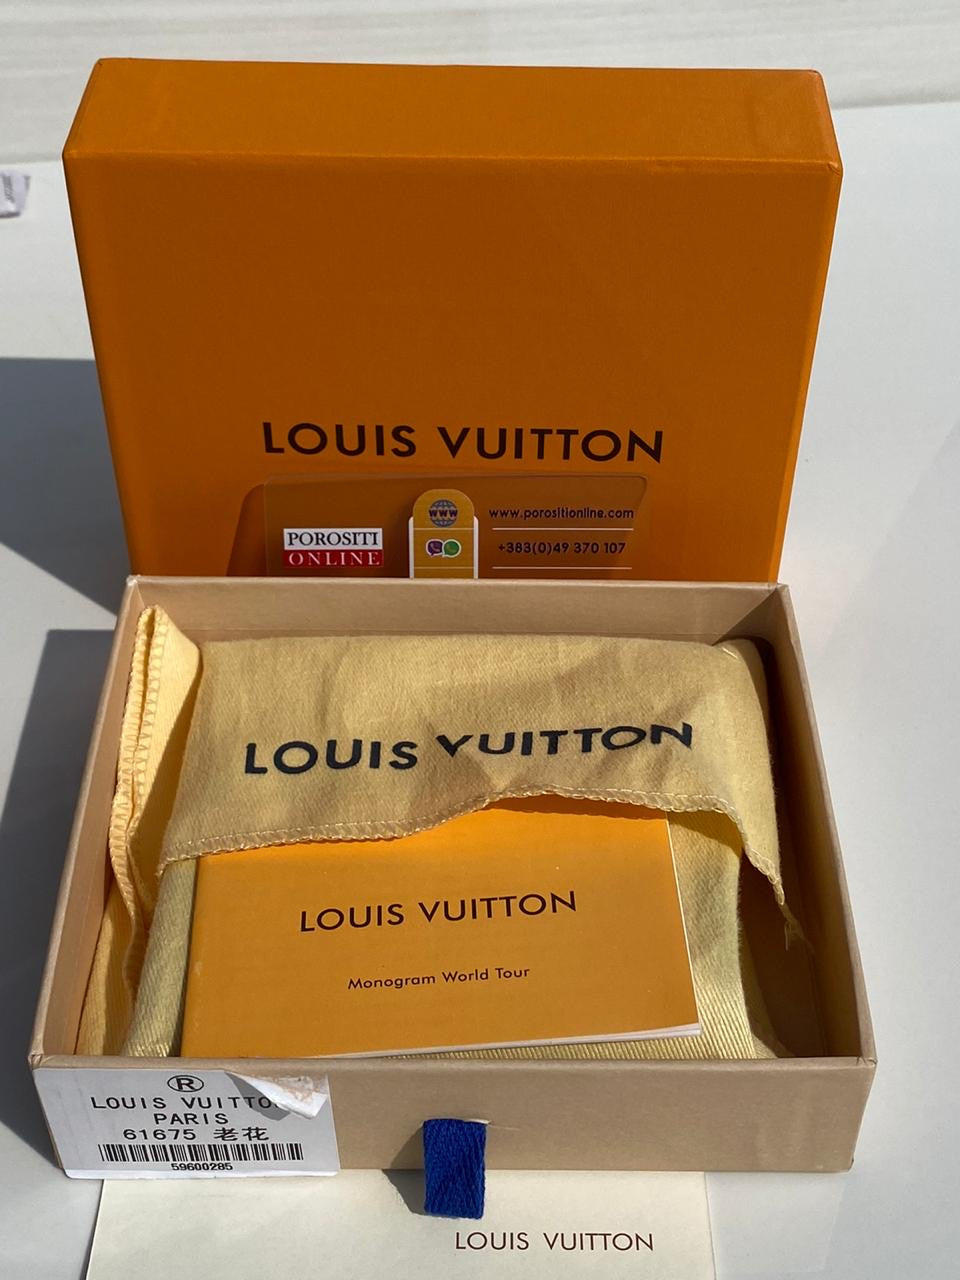 LOUIS VUITTON
www
POROSITI
ONLINE
www.porositionline.com
+383(0)49 370 107
LOUIS VUITTON
LOUIS VUITTON
Monogram World Tour
®
LOUIS VUITTO
PARIS
61675 老花
59600285
LOUIS VUITTON